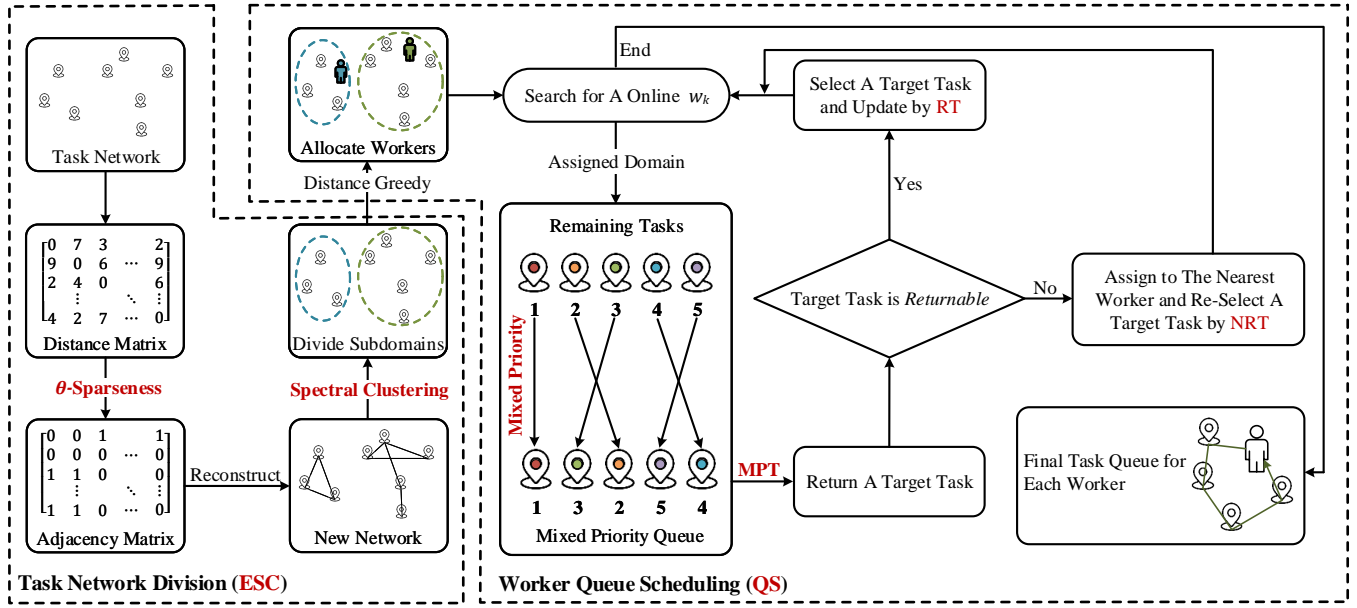 Task Network
0 7 3 2
9 0 6 ⋯ 9
2 4 0 6
⋮ ⋱ ⋮
4 2 7 ⋯ 0
Distance Matrix
θ-Sparseness
0 0 1 1
0 0 0 ⋯ 0
1 1 0 0
⋮ ⋱ ⋮
1 1 0 ⋯ 0
Adjacency Matrix
Reconstruct
New Network
Spectral Clustering
Divide Subdomains
Distance Greedy
Allocate Workers
Task Network Division (ESC)
End
Search for A Online wk
Assigned Domain
Remaining Tasks
1 2 3 4 5
Mixed Priority
1 3 2 5 4
Mixed Priority Queue
MPT
Return A Target Task
Target Task is Returnable
Yes
Select A Target Task
and Update by RT
No
Assign to The Nearest
Worker and Re-Select A
Target Task by NRT
Final Task Queue for
Each Worker
Worker Queue Scheduling (QS)